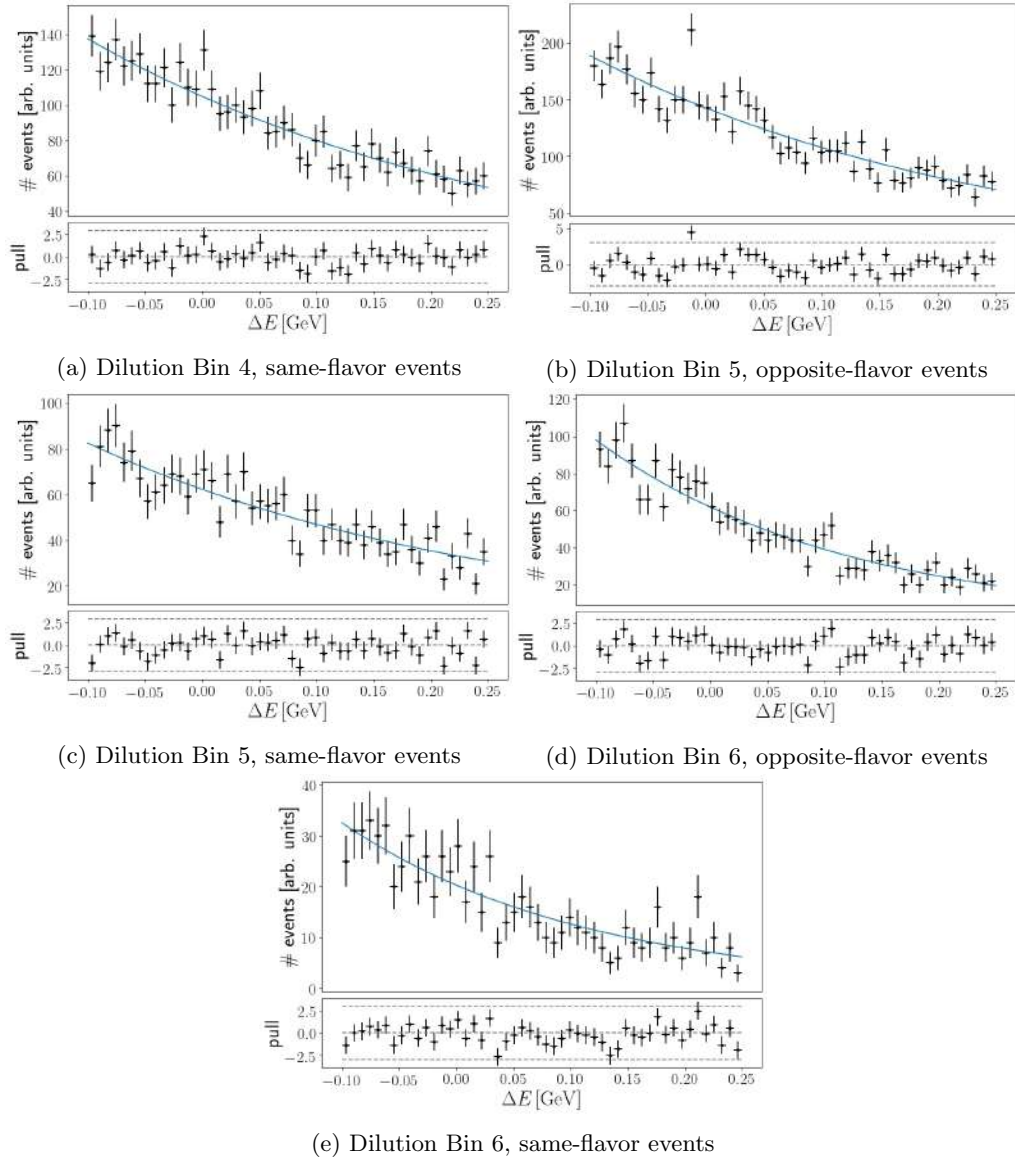 140
120
100
80
60
40
# events [arb. units]
2.5
0.0
−2.5
pull
−0.10 −0.05 0.00 0.05 0.10 0.15 0.20 0.25
ΔE [GeV]
(a) Dilution Bin 4, same-flavor events
200
150
100
50
# events [arb. units]
5
0
pull
−0.10 −0.05 0.00 0.05 0.10 0.15 0.20 0.25
ΔE [GeV]
(b) Dilution Bin 5, opposite-flavor events
100
80
60
40
20
# events [arb. units]
2.5
0.0
−2.5
pull
−0.10 −0.05 0.00 0.05 0.10 0.15 0.20 0.25
ΔE [GeV]
(c) Dilution Bin 5, same-flavor events
120
100
80
60
40
20
# events [arb. units]
2.5
0.0
−2.5
pull
−0.10 −0.05 0.00 0.05 0.10 0.15 0.20 0.25
ΔE [GeV]
(d) Dilution Bin 6, opposite-flavor events
40
30
20
10
0
# events [arb. units]
2.5
0.0
−2.5
pull
−0.10 −0.05 0.00 0.05 0.10 0.15 0.20 0.25
ΔE [GeV]
(e) Dilution Bin 6, same-flavor events